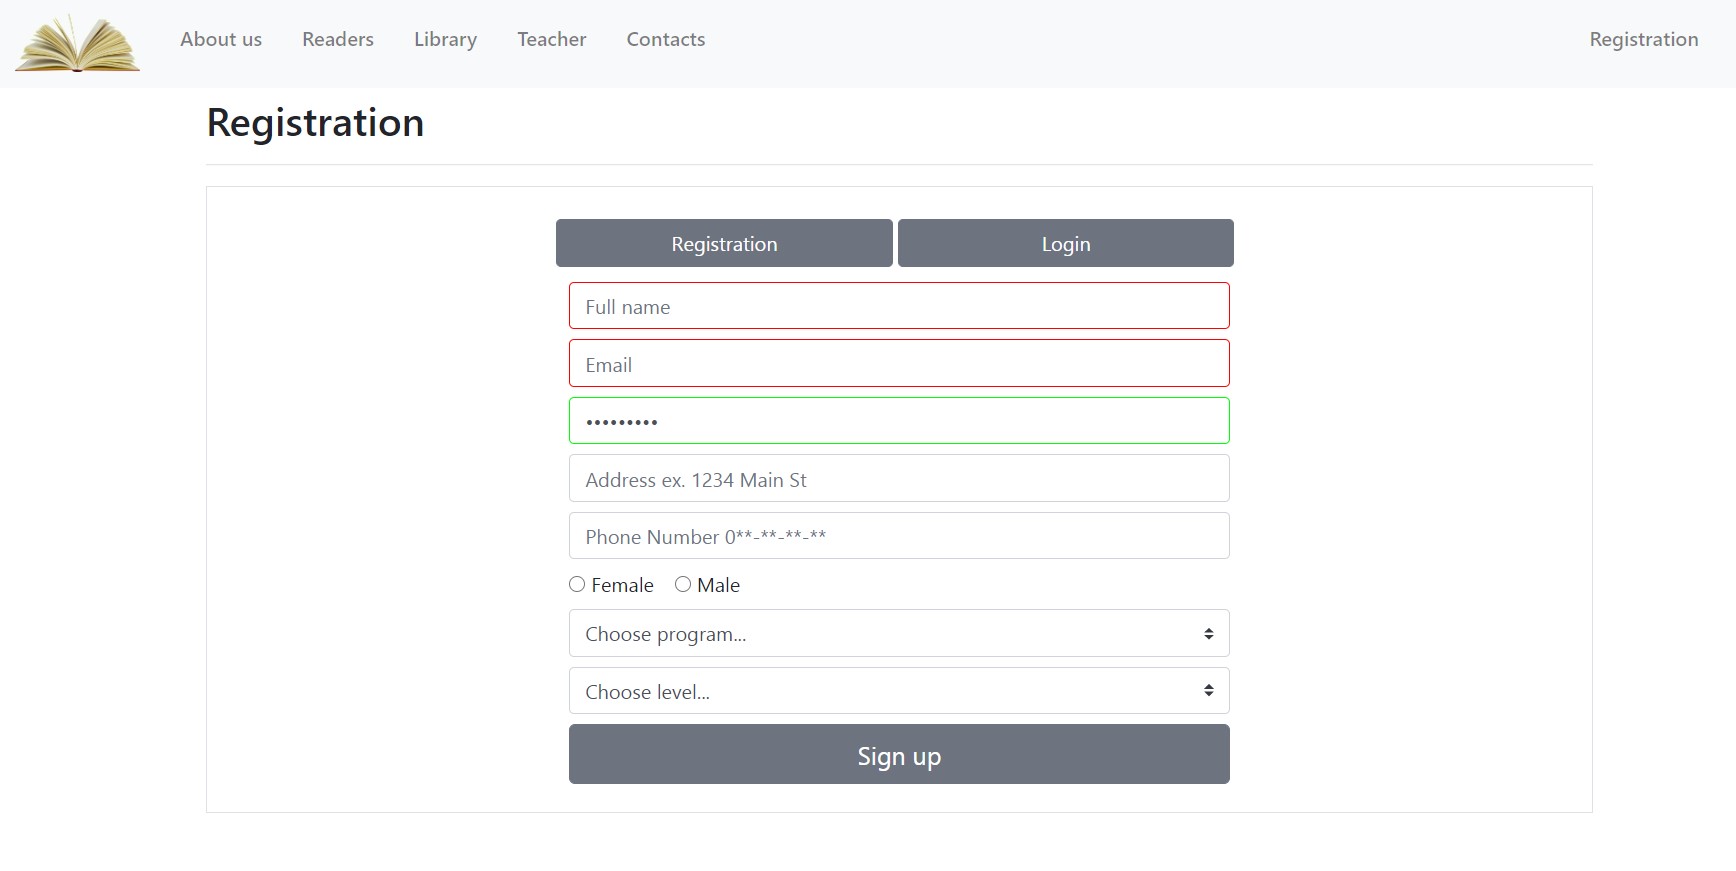 About us Readers Library Teacher Contacts Registration
Registration
Registration Login
Full name
Email
•••••••••
Address ex. 1234 Main St
Phone Number 0**-**-**-**
Female Male
Choose program...
Choose level...
Sign up